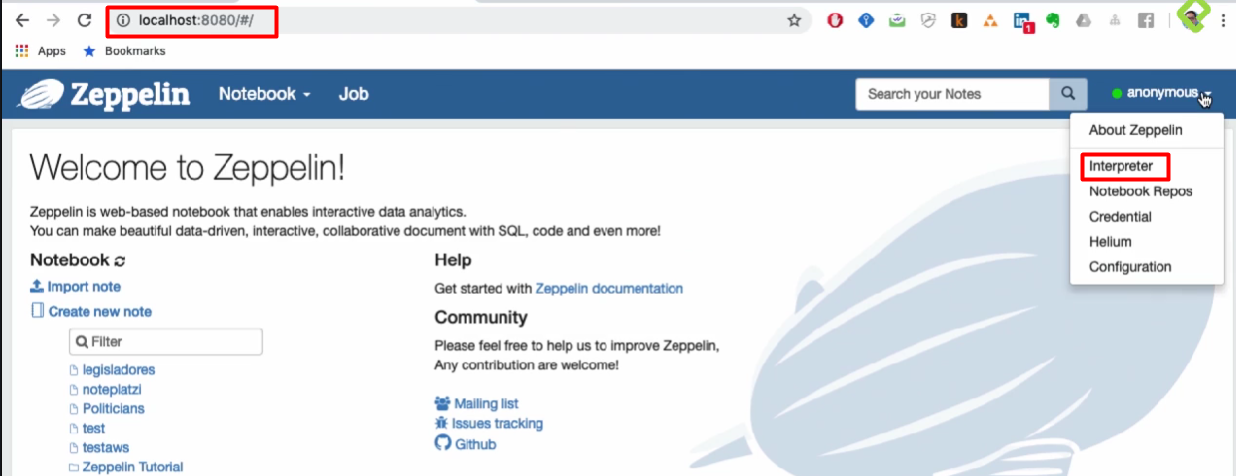 localhost:8080/#/
Apps
Bookmarks
1
Zeppelin
Notebook
Job
Search your Notes
anonymous
About Zeppelin
Interpreter
Notebook Repos
Credential
Helium
Configuration
Welcome to Zeppelin!
Zeppelin is web-based notebook that enables interactive data analytics.
You can make beautiful data-driven, interactive, collaborative document with SQL, code and even more!
Notebook
Import note
Create new note
Filter
legisladores
noteplatzi
Politicians
test
testaws
Zeppelin Tutorial
Help
Get started with Zeppelin documentation
Community
Please feel free to help us to improve Zeppelin,
Any contribution are welcome!
Mailing list
Issues tracking
Github